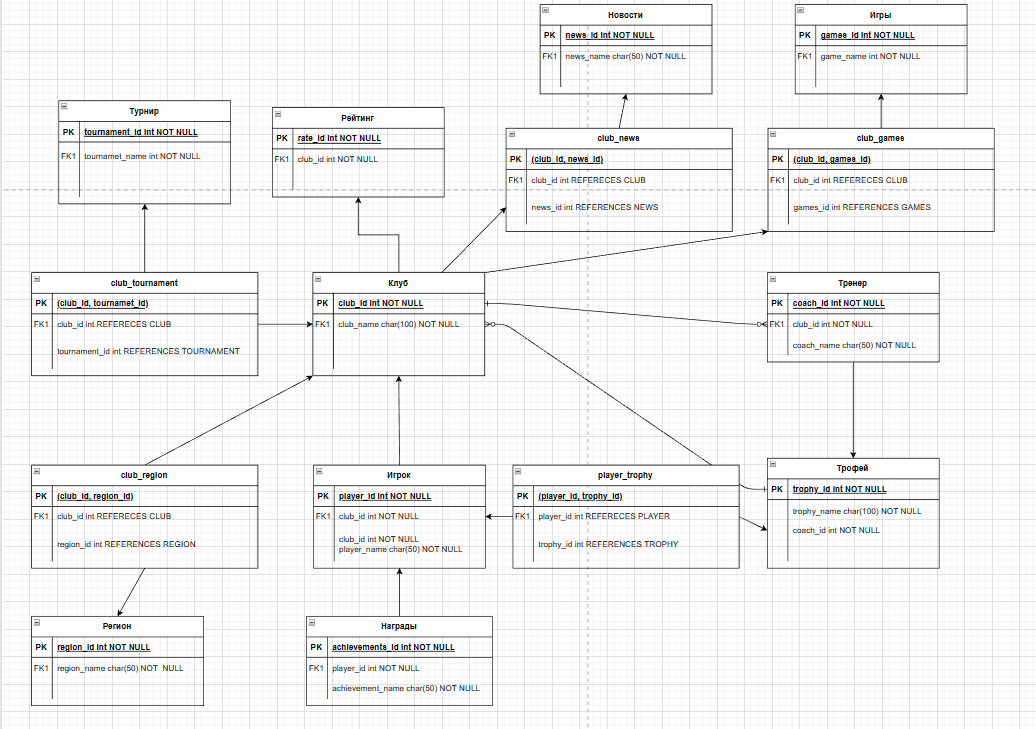 Новости
PK news_id int NOT NULL
FK1 news_name char(50) NOT NULL
Игры
PK games_id int NOT NULL
FK1 game_name int NOT NULL
Турнир
PK tournament_id int NOT NULL
FK1 tournamet_name int NOT NULL
Рейтинг
PK rate_id int NOT NULL
FK1 club_id int NOT NULL
club_news
PK (club_id, news_id)
FK1 club_id int REFERECES CLUB
news_id int REFERENCES NEWS
club_games
PK (club_id, games_id)
FK1 club_id int REFERECES CLUB
games_id int REFERENCES GAMES
club_tournament
PK (club_id, tournamet_id)
FK1 club_id int REFERECES CLUB
tournament_id int REFERENCES TOURNAMENT
Клуб
PK club_id int NOT NULL
FK1 club_name char(100) NOT NULL
Тренер
PK coach_id int NOT NULL
FK1 club_id int NOT NULL
coach_name char(50) NOT NULL
club_region
PK (club_id, region_id)
FK1 club_id int REFERECES CLUB
region_id int REFERENCES REGION
Игрок
PK player_id int NOT NULL
FK1 club_id int NOT NULL
club_id int NOT NULL
player_name char(50) NOT NULL
player_trophy
PK (player_id, trophy_id)
FK1 player_id int REFERECES PLAYER
trophy_id int REFERENCES TROPHY
Трофей
PK trophy_id int NOT NULL
trophy_name char(100) NOT NULL
coach_id int NOT NULL
Регион
PK region_id int NOT NULL
FK1 region_name char(50) NOT NULL
Награды
PK achievements_id int NOT NULL
FK1 player_id int NOT NULL
achievement_name char(50) NOT NULL